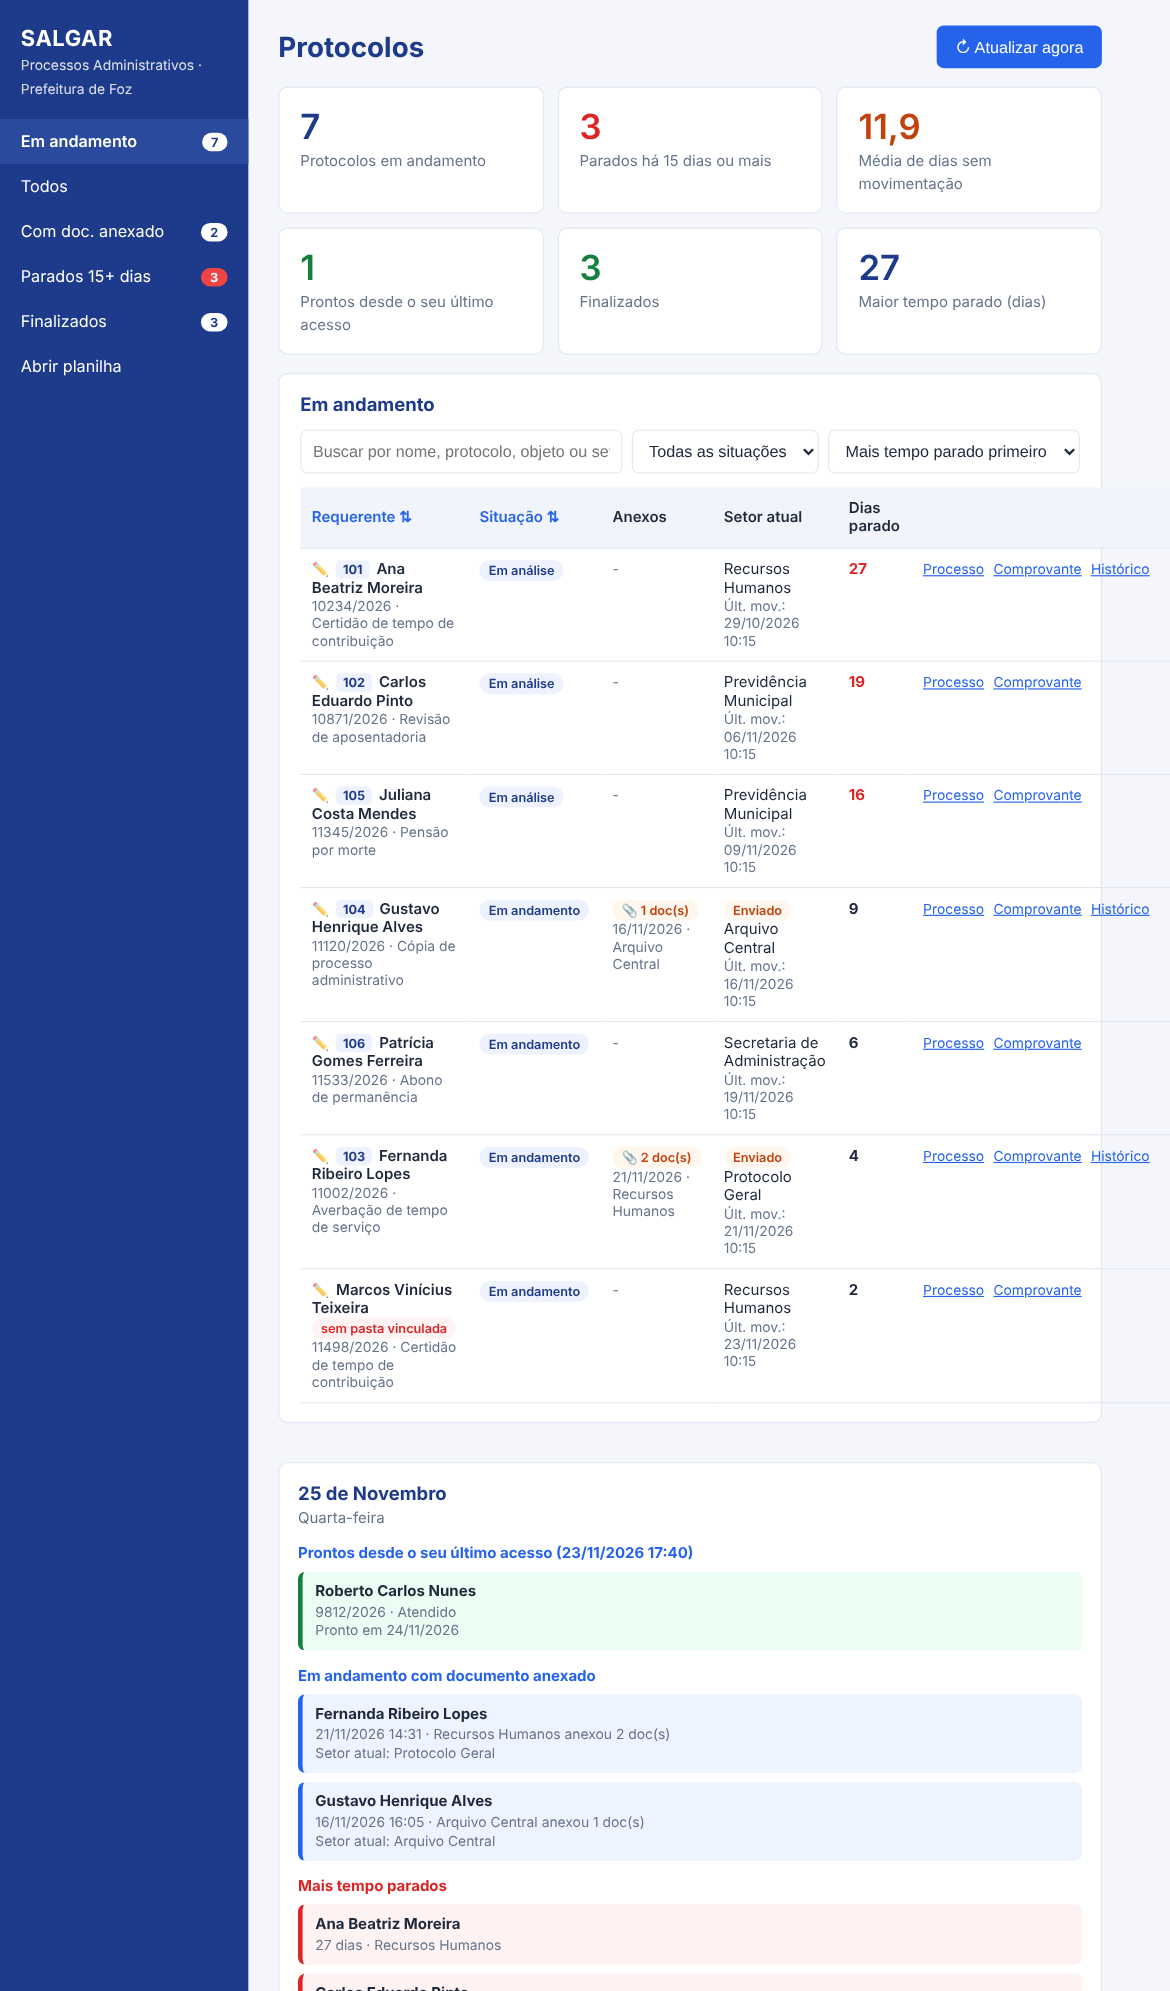 SALGAR
Processos Administrativos ·
Prefeitura de Foz
Em andamento 7
Todos
Com doc. anexado 2
Parados 15+ dias 3
Finalizados 3
Abrir planilha
Protocolos
↻ Atualizar agora
7
Protocolos em andamento
3
Parados há 15 dias ou mais
11,9
Média de dias sem
movimentação
1
Prontos desde o seu último
acesso
3
Finalizados
27
Maior tempo parado (dias)
Em andamento
Buscar por nome, protocolo, objeto ou se
Todas as situações
Mais tempo parado primeiro
Requerente ⇅
Situação ⇅
Anexos
Setor atual
Dias
parado
✏️ 101 Ana
Beatriz Moreira
10234/2026 ·
Certidão de tempo de
contribuição
Em análise
-
Recursos
Humanos
Últ. mov.:
29/10/2026
10:15
27
Processo Comprovante Histórico
✏️ 102 Carlos
Eduardo Pinto
10871/2026 · Revisão
de aposentadoria
Em análise
-
Previdência
Municipal
Últ. mov.:
06/11/2026
10:15
19
Processo Comprovante
✏️ 105 Juliana
Costa Mendes
11345/2026 · Pensão
por morte
Em análise
-
Previdência
Municipal
Últ. mov.:
09/11/2026
10:15
16
Processo Comprovante
✏️ 104 Gustavo
Henrique Alves
11120/2026 · Cópia de
processo
administrativo
Em andamento
📎 1 doc(s)
16/11/2026 ·
Arquivo
Central
Enviado
Arquivo
Central
Últ. mov.:
16/11/2026
10:15
9
Processo Comprovante Histórico
✏️ 106 Patrícia
Gomes Ferreira
11533/2026 · Abono
de permanência
Em andamento
-
Secretaria de
Administração
Últ. mov.:
19/11/2026
10:15
6
Processo Comprovante
✏️ 103 Fernanda
Ribeiro Lopes
11002/2026 ·
Averbação de tempo
de serviço
Em andamento
📎 2 doc(s)
21/11/2026 ·
Recursos
Humanos
Enviado
Protocolo
Geral
Últ. mov.:
21/11/2026
10:15
4
Processo Comprovante Histórico
✏️ Marcos Vinícius
Teixeira
sem pasta vinculada
11498/2026 · Certidão
de tempo de
contribuição
Em andamento
-
Recursos
Humanos
Últ. mov.:
23/11/2026
10:15
2
Processo Comprovante
25 de Novembro
Quarta-feira
Prontos desde o seu último acesso (23/11/2026 17:40)
Roberto Carlos Nunes
9812/2026 · Atendido
Pronto em 24/11/2026
Em andamento com documento anexado
Fernanda Ribeiro Lopes
21/11/2026 14:31 · Recursos Humanos anexou 2 doc(s)
Setor atual: Protocolo Geral
Gustavo Henrique Alves
16/11/2026 16:05 · Arquivo Central anexou 1 doc(s)
Setor atual: Arquivo Central
Mais tempo parados
Ana Beatriz Moreira
27 dias · Recursos Humanos
Carlos Eduardo Pinto